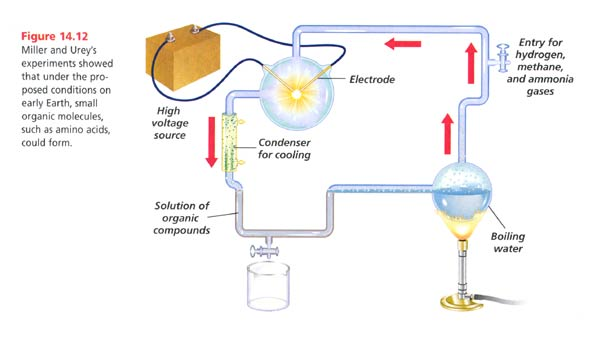 Figure 14.12
Miller and Urey's
experiments showed
that under the pro-
posed conditions on
early Earth, small
organic molecules,
such as amino acids,
could form.
High
voltage
source
Electrode
Entry for
hydrogen,
methane,
and ammonia
gases
Condenser
for cooling
Solution of
organic
compounds
Boiling
water